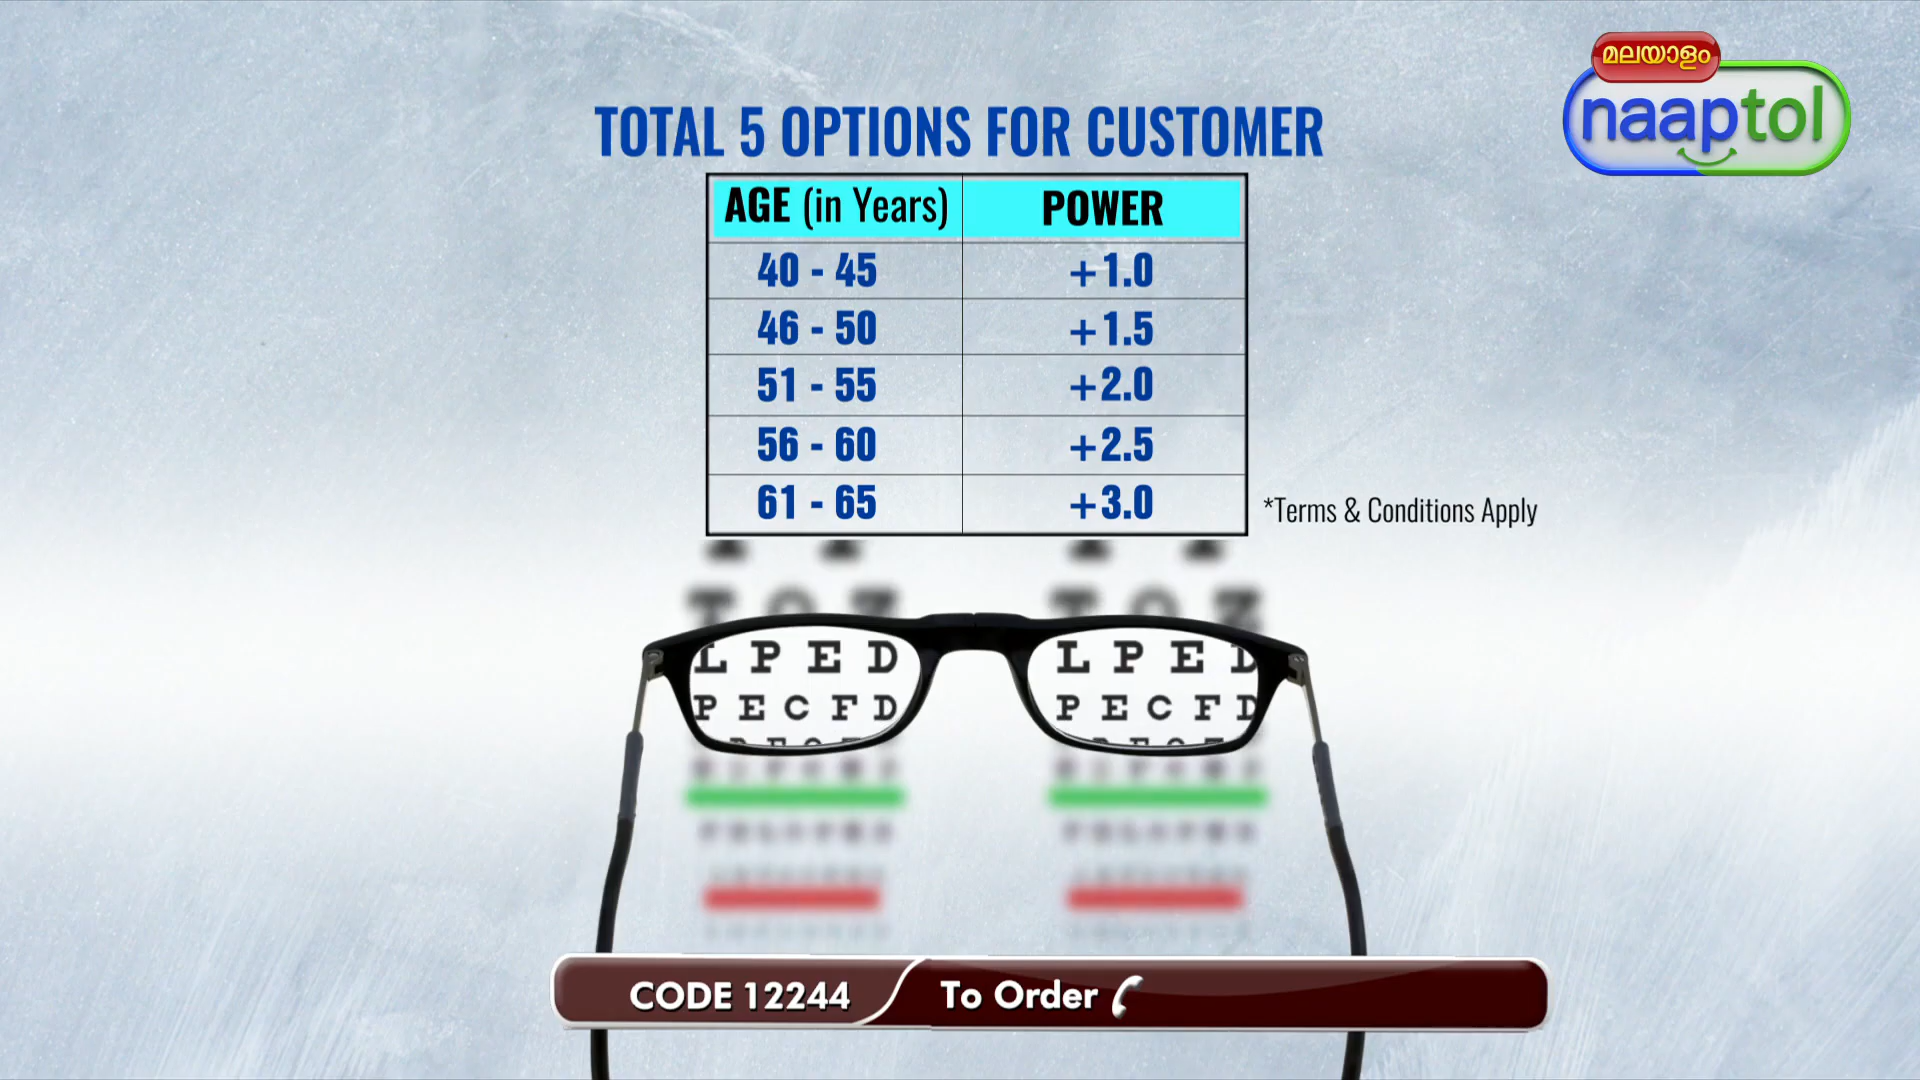 മലയാളം
naaptol
TOTAL 5 OPTIONS FOR CUSTOMER
AGE (in Years) POWER
40 - 45 +1.0
46 - 50 +1.5
51 - 55 +2.0
56 - 60 +2.5
61 - 65 +3.0
*Terms & Conditions Apply
T O Z T O Z
L P E D L P E D
P E C F D P E C F D
CODE 12244 To Order